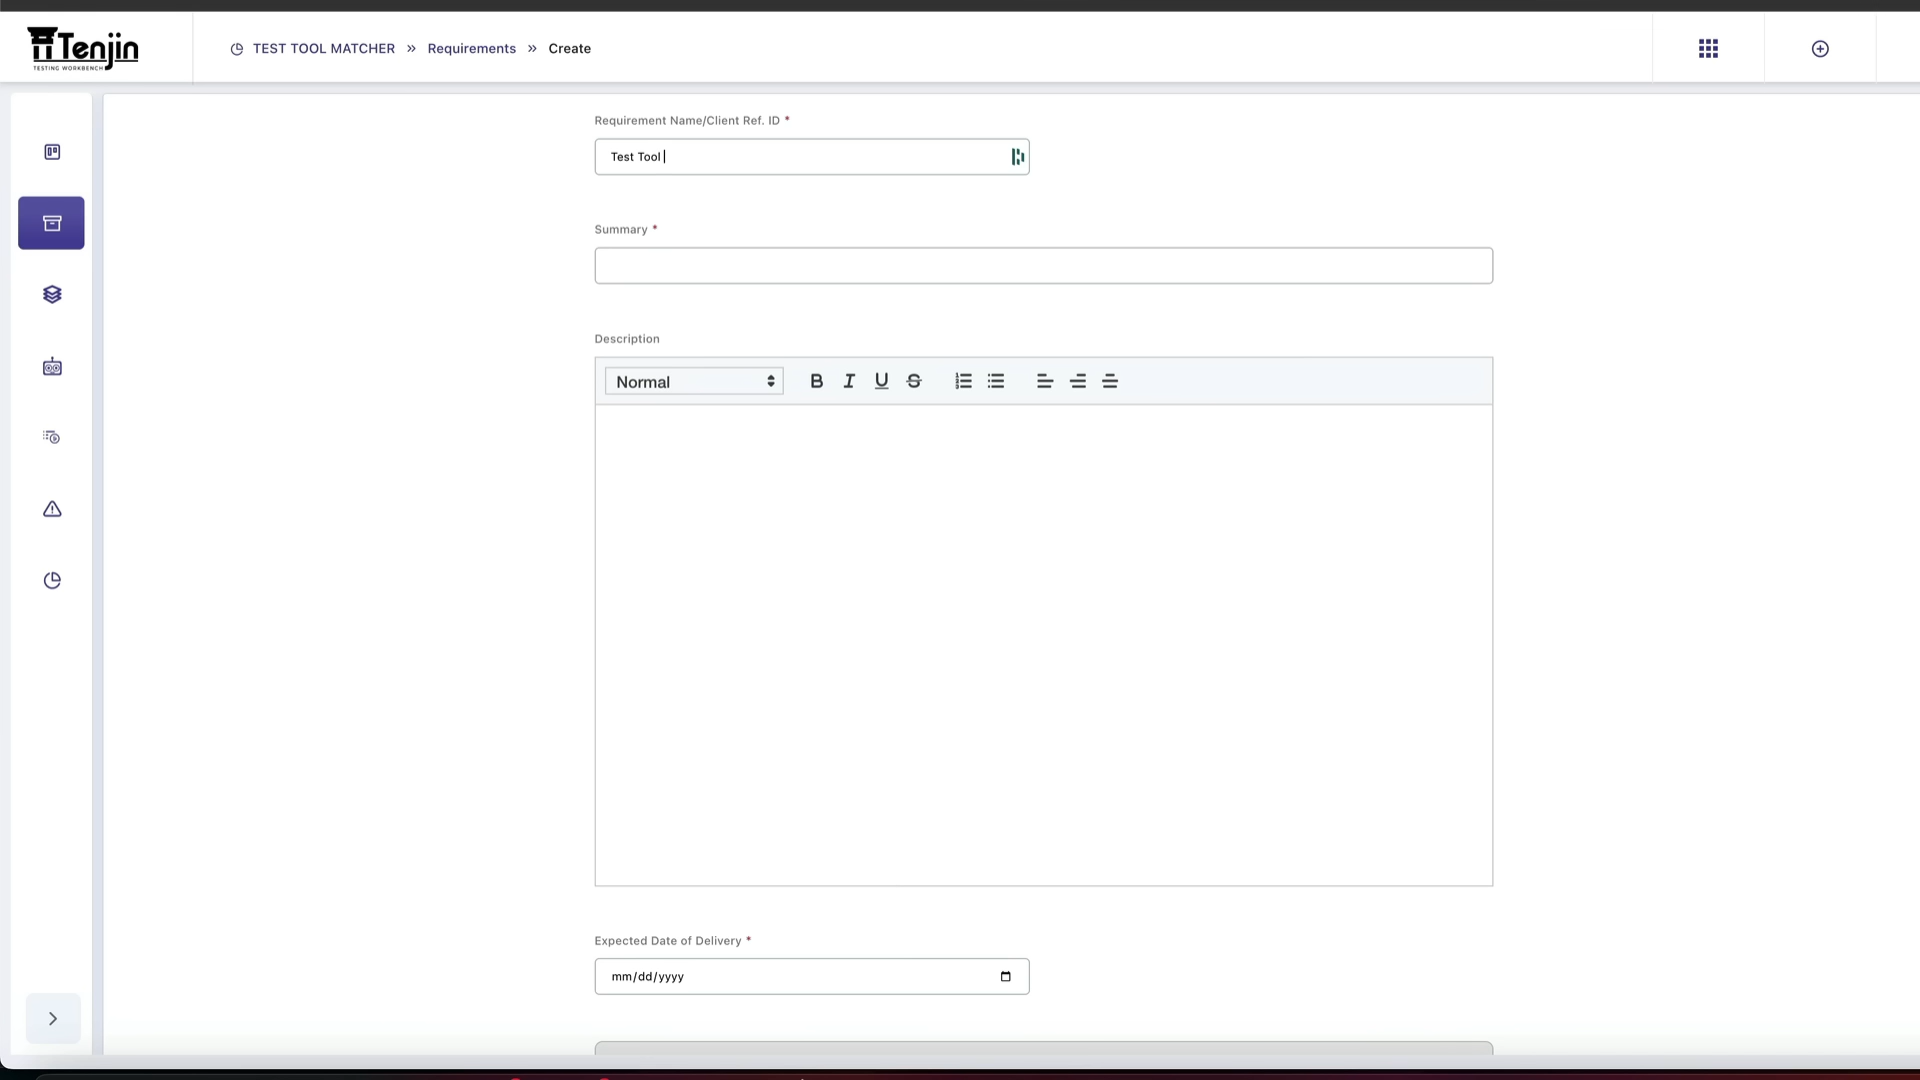 Tenjin
TESTING WORKBENCH
TEST TOOL MATCHER » Requirements » Create
Requirement Name/Client Ref. ID *
Test Tool
Summary *
Description
Normal
B I U S
Expected Date of Delivery *
mm/dd/yyyy